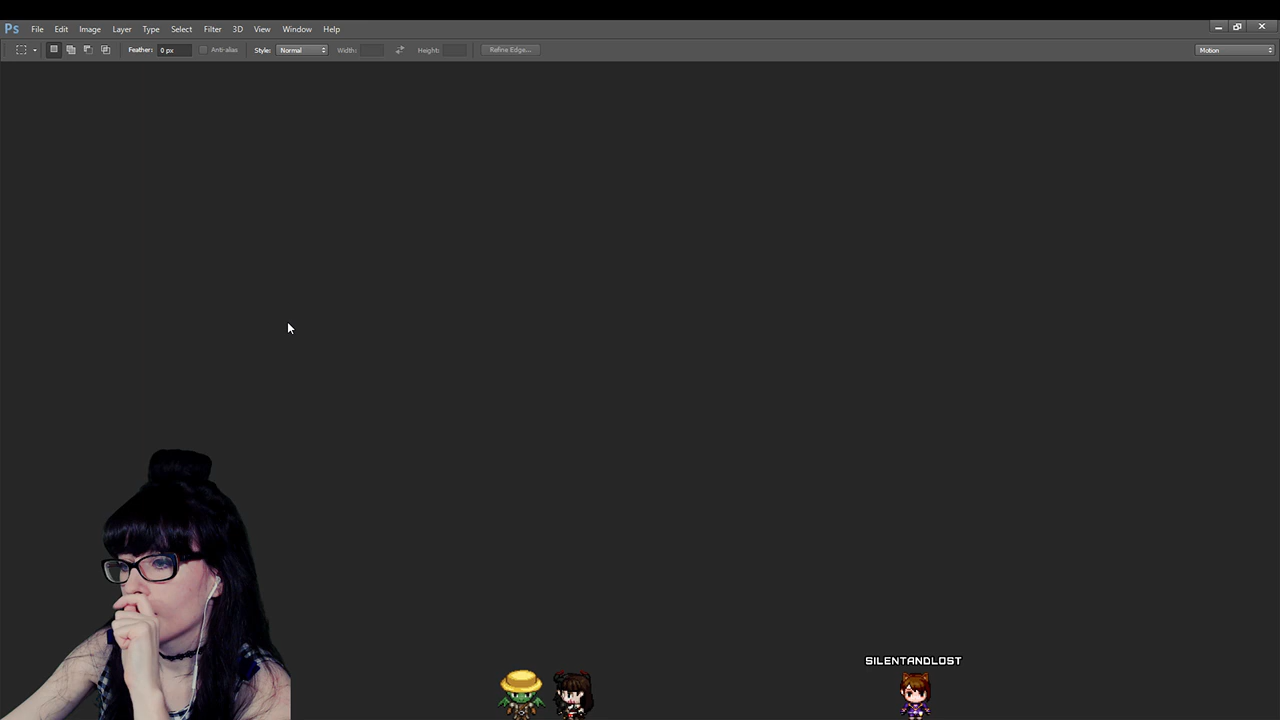 Ps File Edit Image Layer Type Select Filter 3D View Window Help
Feather: 0 px Anti-alias Style: Normal Width: Height: Refine Edge... Motion
SILENTANDLOST